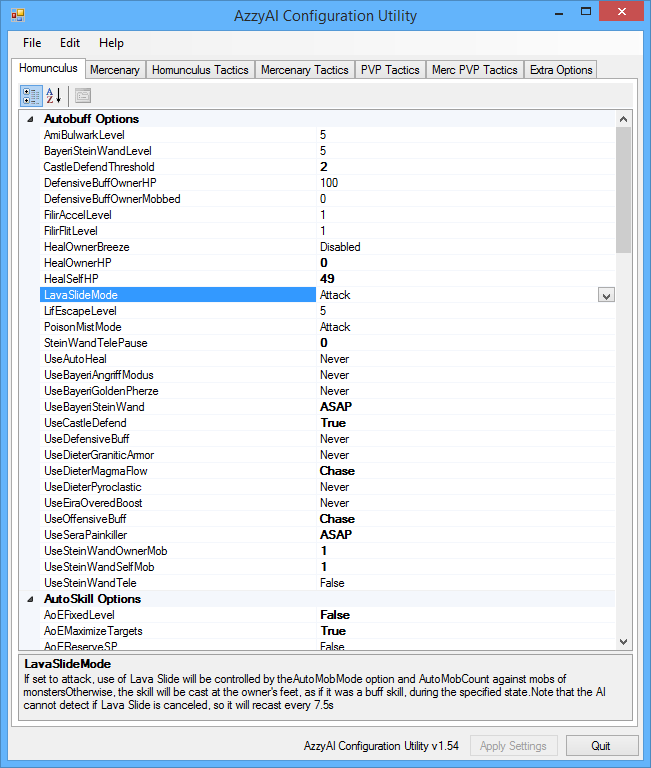 AzzyAI Configuration Utility
File Edit Help
Homunculus Mercenary Homunculus Tactics Mercenary Tactics PVP Tactics Merc PVP Tactics Extra Options
Autobuff Options
AmiBulwarkLevel 5
BayeriSteinWandLevel 5
CastleDefendThreshold 2
DefensiveBuffOwnerHP 100
DefensiveBuffOwnerMobbed 0
FilirAccelLevel 1
FilirFlitLevel 1
HealOwnerBreeze Disabled
HealOwnerHP 0
HealSelfHP 49
LavaSlideMode Attack
LifEscapeLevel 5
PoisonMistMode Attack
SteinWandTelePause 0
UseAutoHeal Never
UseBayeriAngriffModus Never
UseBayeriGoldenPherze Never
UseBayeriSteinWand ASAP
UseCastleDefend True
UseDefensiveBuff Never
UseDieterGraniticArmor Never
UseDieterMagmaFlow Chase
UseDieterPyroclastic Never
UseEiraOveredBoost Never
UseOffensiveBuff Chase
UseSeraPainkiller ASAP
UseSteinWandOwnerMob 1
UseSteinWandSelfMob 1
UseSteinWandTele False
AutoSkill Options
AoEFixedLevel False
AoEMaximizeTargets True
AoEReserveSP False
LavaSlideMode
If set to attack, use of Lava Slide will be controlled by theAutoMobMode option and AutoMobCount against mobs of
monstersOtherwise, the skill will be cast at the owner's feet, as if it was a buff skill, during the specified state.Note that the AI
cannot detect if Lava Slide is canceled, so it will recast every 7.5s
AzzyAI Configuration Utility v1.54 Apply Settings Quit